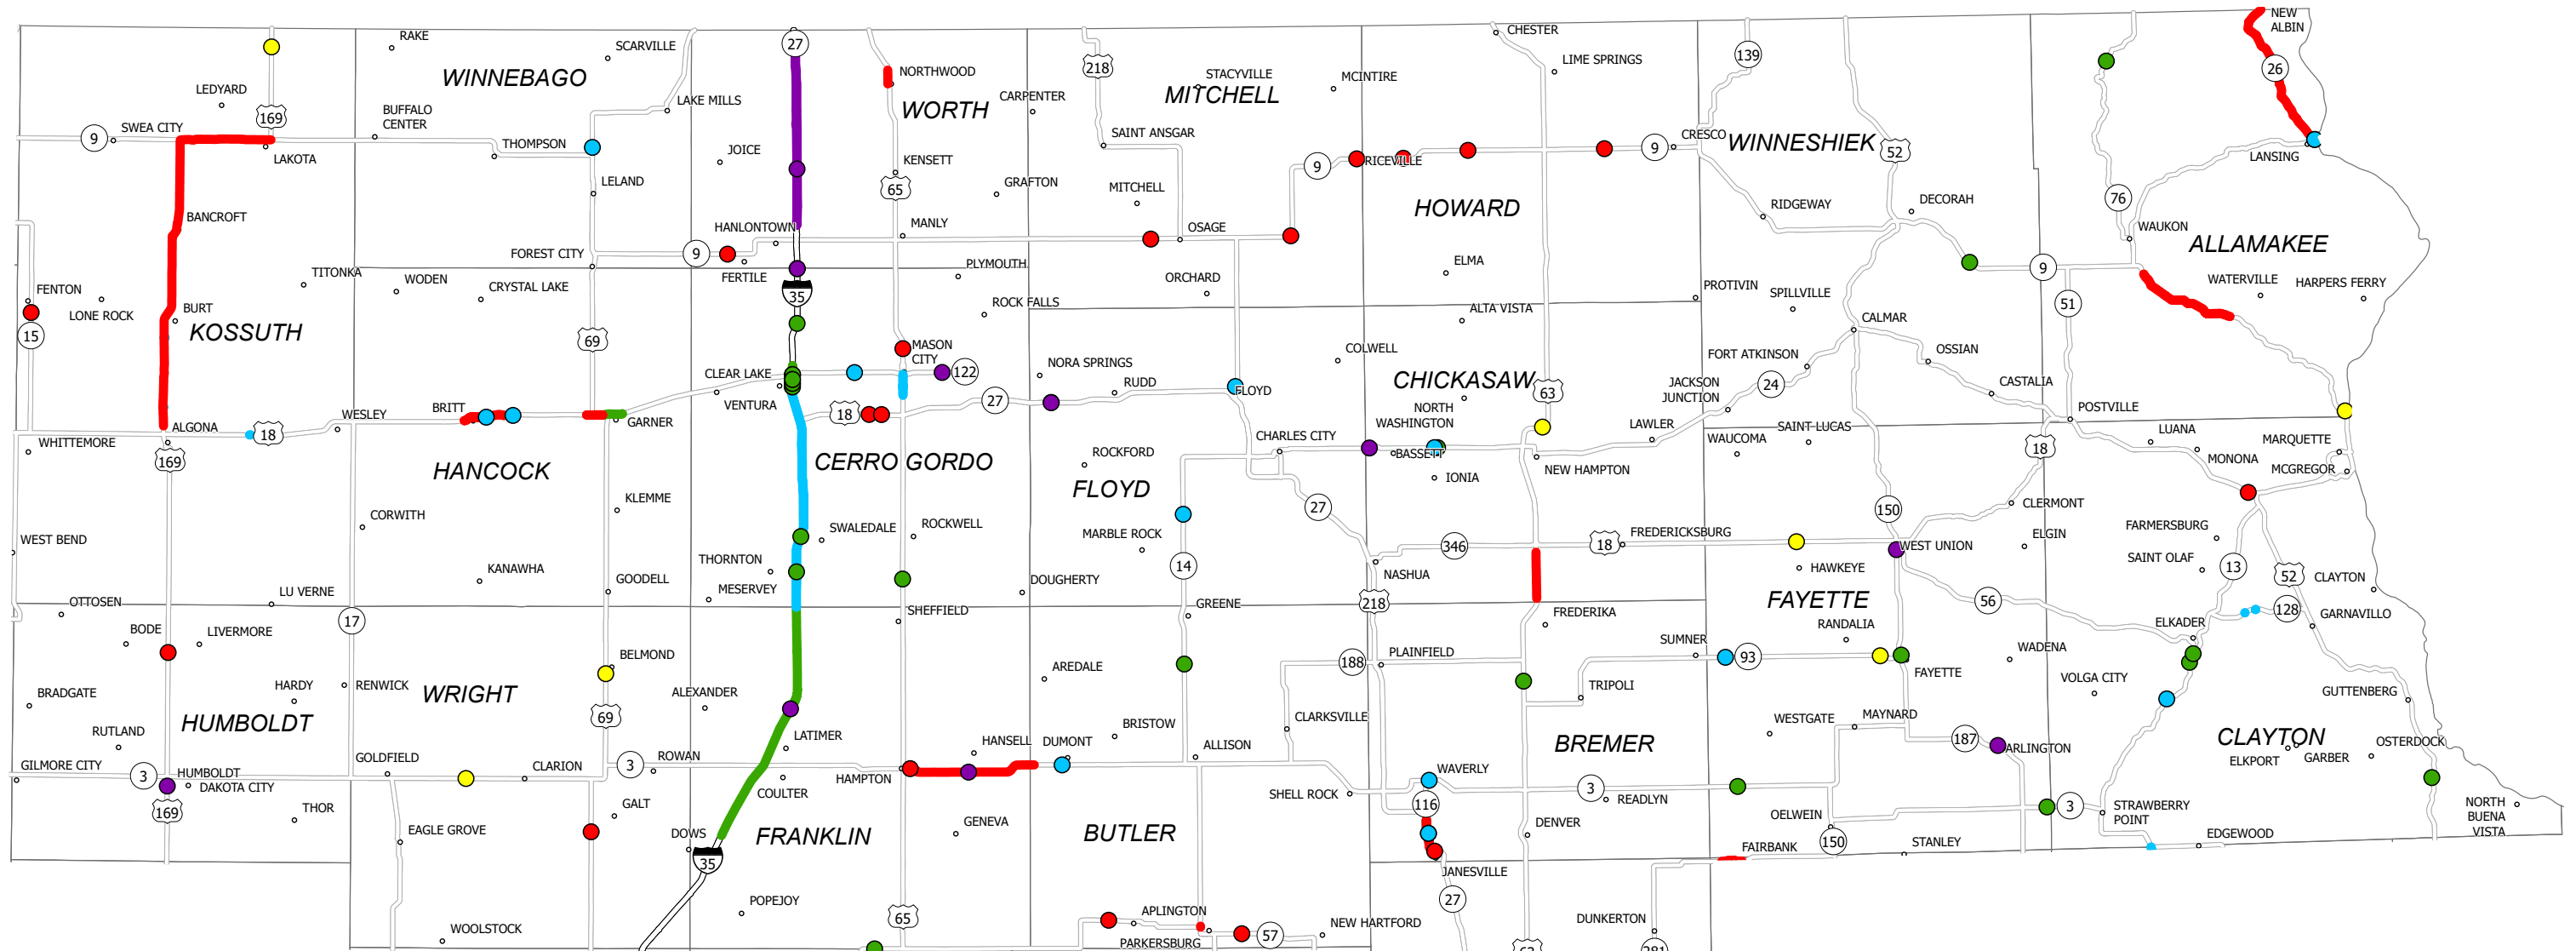 NEW
ALBIN
RAKE
SCARVILLE
27
CHESTER
139
WINNEBAGO
218
LIME SPRINGS
26
NORTHWOOD
STACYVILLE
MCINTIRE
LEDYARD
169
BUFFALO
CENTER
LAKE MILLS
WORTH
CARPENTER
MITCHELL
9
SWEA CITY
THOMPSON
SAINT ANSGAR
CRESCO
9
WINNESHIEK
52
LAKOTA
JOICE
KENSETT
9
RICEVILLE
LANSING
LELAND
65
GRAFTON
MITCHELL
76
BANCROFT
HOWARD
RIDGEWAY
DECORAH
HANLONTOWN
MANLY
OSAGE
WAUKON
ALLAMAKEE
FOREST CITY
9
FERTILE
PLYMOUTH
ELMA
9
TITONKA
WODEN
CRYSTAL LAKE
35
ORCHARD
PROTIVIN
SPILLVILLE
51
WATERVILLE
HARPERS FERRY
FENTON
LONE ROCK
BURT
ROCK FALLS
ALTA VISTA
15
KOSSUTH
69
MASON
CITY
COLWELL
CALMAR
FORT ATKINSON
OSSIAN
CLEAR LAKE
122
NORA SPRINGS
RUDD
FLOYD
CHICKASAW
63
JACKSON
JUNCTION
24
CASTALIA
VENTURA
18
27
NORTH
WASHINGTON
POSTVILLE
WESLEY
BRITT
GARNER
ALGONA
18
WHITTEMORE
CHARLES CITY
BASSETT
LAWLER
WAUCOMA
SAINT LUCAS
18
LUANA
MARQUETTE
169
HANCOCK
CERRO GORDO
ROCKFORD
IONIA
NEW HAMPTON
MONONA
MCGREGOR
FLOYD
KLEMME
27
150
CLERMONT
CORWITH
SWALEDALE
ROCKWELL
MARBLE ROCK
346
18
FREDERICKSBURG
WEST UNION
ELGIN
FARMERSBURG
WEST BEND
THORNTON
14
NASHUA
HAWKEYE
SAINT OLAF
13
52
CLAYTON
KANAWHA
GOODELL
MESERVEY
DOUGHERTY
LU VERNE
OTTOSEN
SHEFFIELD
GREENE
218
FREDERIKA
FAYETTE
56
128
GARNAVILLO
17
BODE
LIVERMORE
RANDALIA
ELKADER
BELMOND
AREDALE
188
PLAINFIELD
SUMNER
93
FAYETTE
WADENA
BRADGATE
HARDY
RENWICK
WRIGHT
ALEXANDER
TRIPOLI
VOLGA CITY
GUTTENBERG
HUMBOLDT
69
BRISTOW
CLARKSVILLE
WESTGATE
MAYNARD
RUTLAND
LATIMER
HANSELL
DUMONT
ALLISON
BREMER
187
ARLINGTON
CLAYTON
OSTERDOCK
GILMORE CITY
3
HUMBOLDT
DAKOTA CITY
GOLDFIELD
CLARION
3
ROWAN
HAMPTON
WAVERLY
ELKPORT
GARBER
169
THOR
GALT
COULTER
SHELL ROCK
116
3
READLYN
OELWEIN
3
STRAWBERRY
POINT
NORTH
BUENA
VISTA
EAGLE GROVE
DOWS
FRANKLIN
GENEVA
BUTLER
DENVER
FAIRBANK
150
STANLEY
EDGEWOOD
35
JANESVILLE
27
POPEJOY
65
APLINGTON
NEW HARTFORD
DUNKERTON
WOOLSTOCK
PARKERSBURG
57
63
281